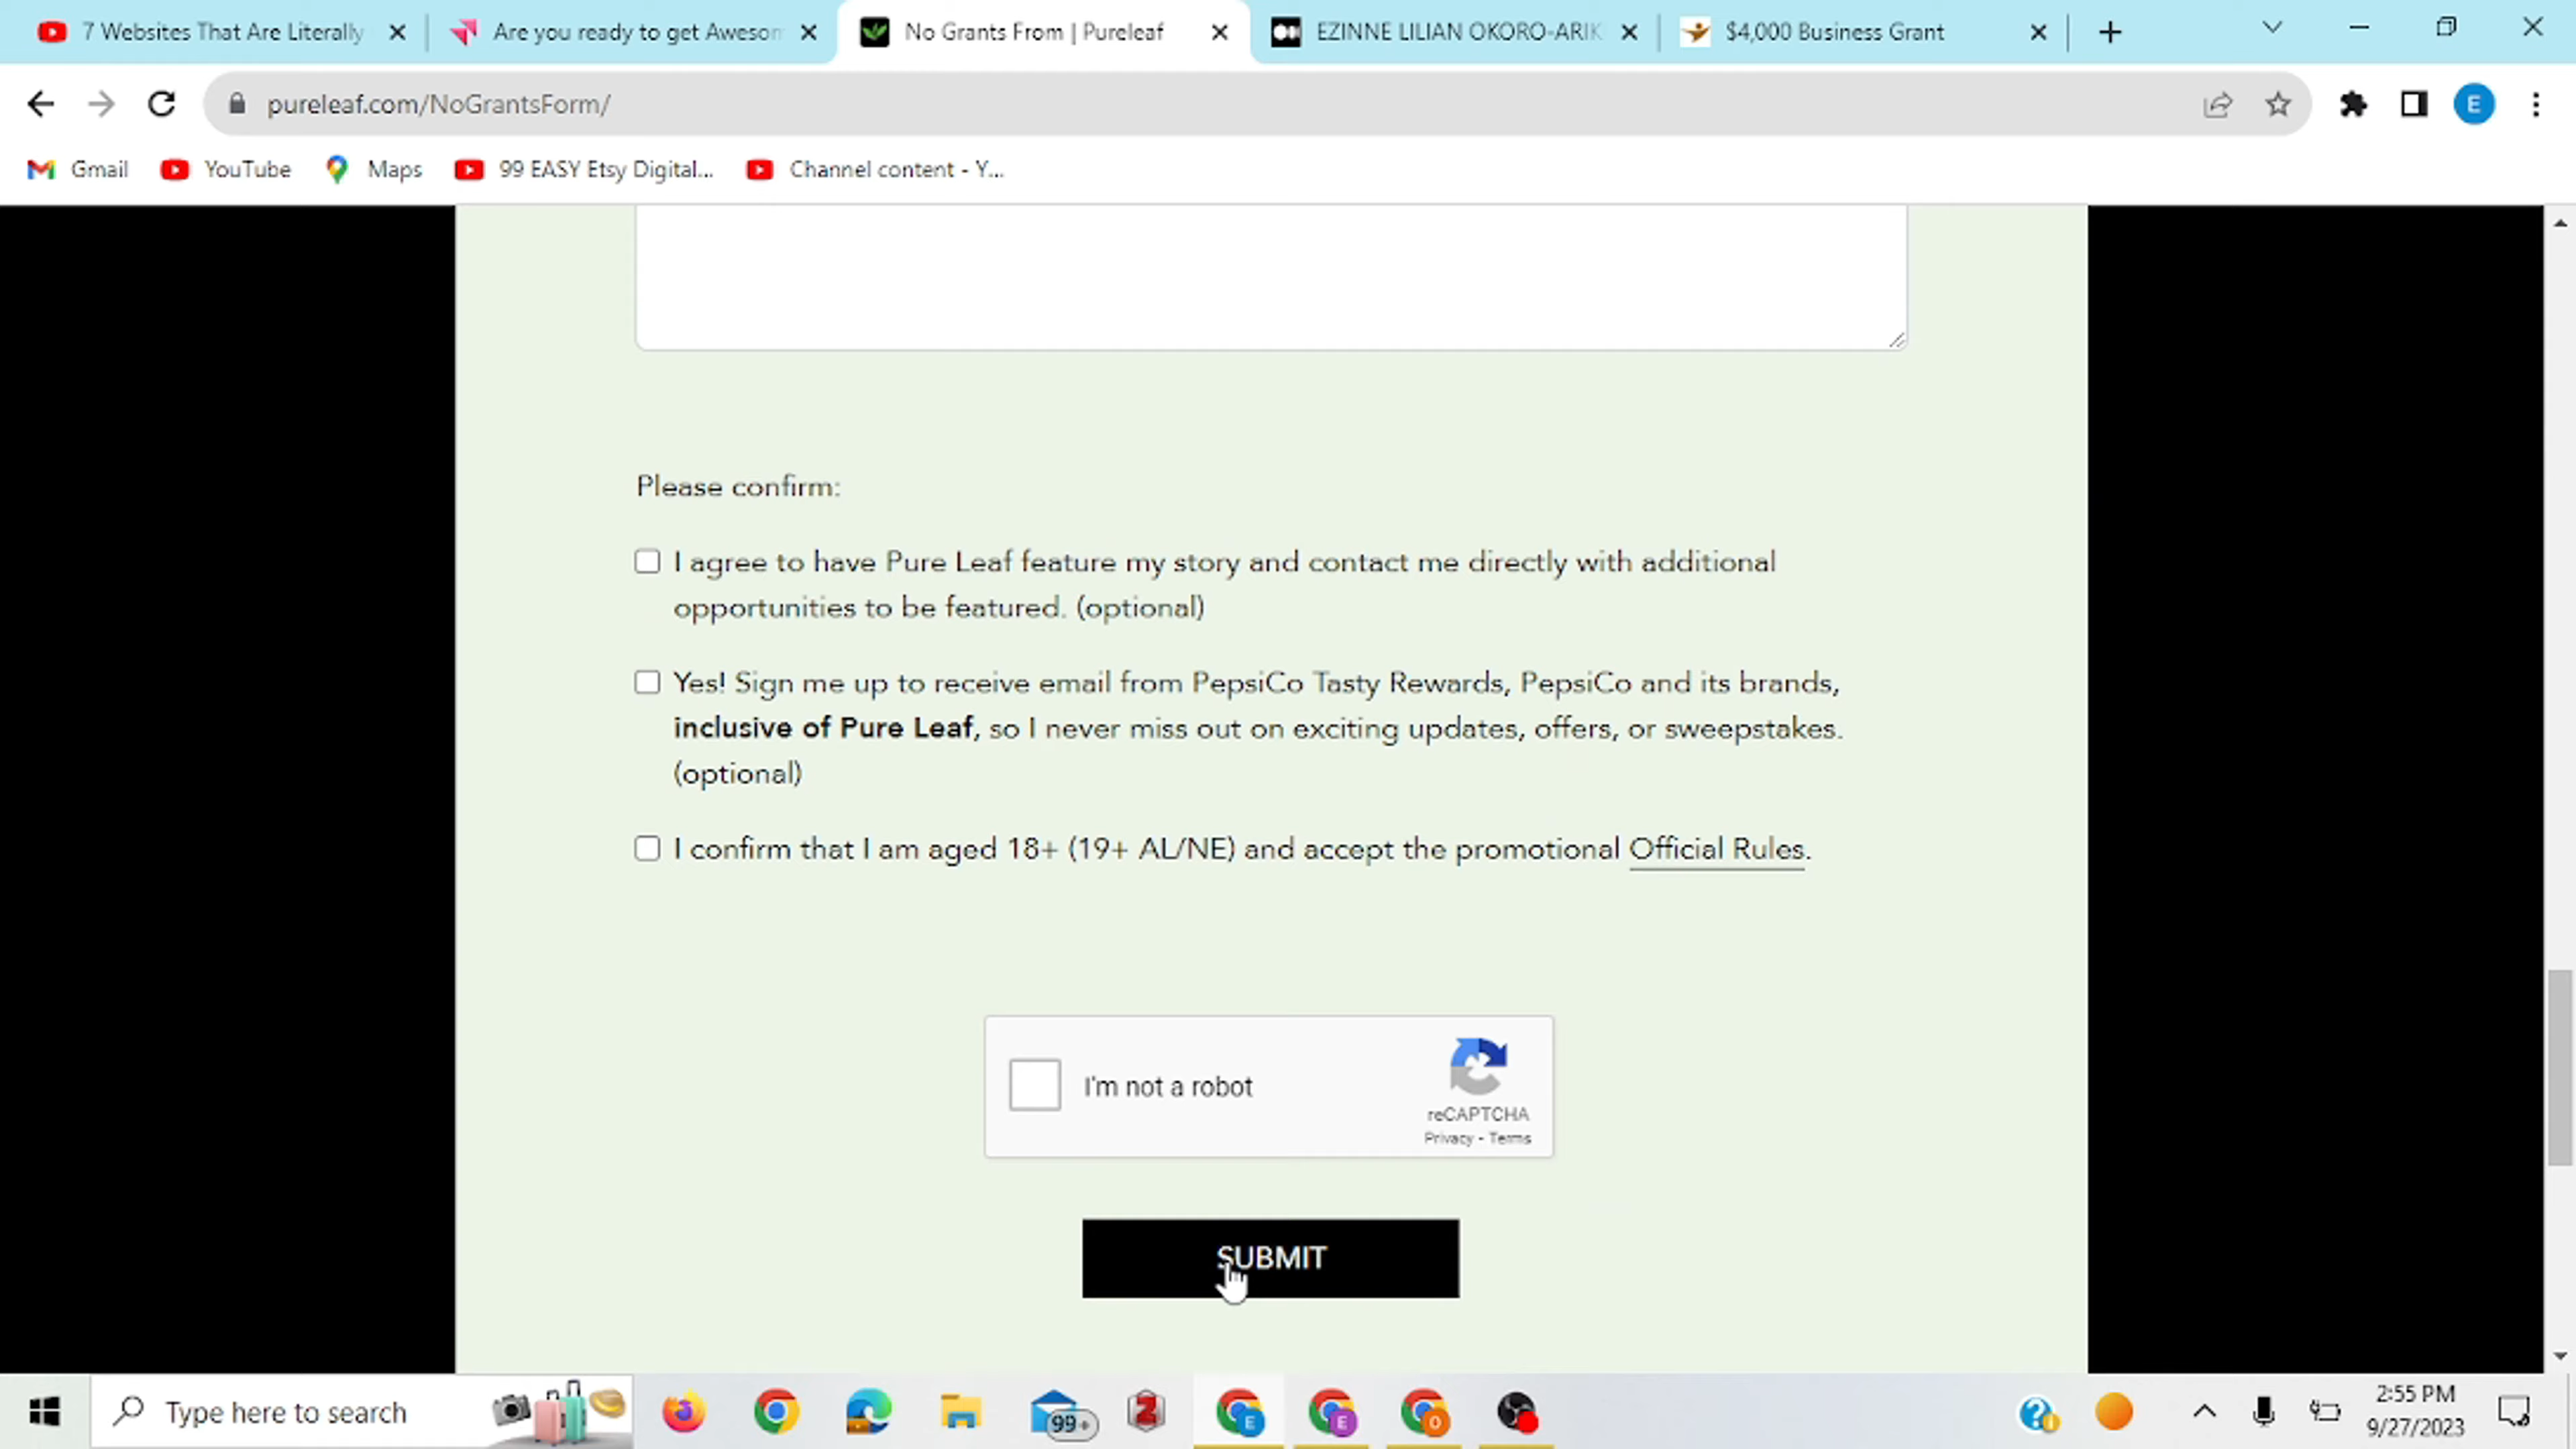 7 Websites That Are Literally
Are you ready to get Awesom
No Grants From | Pureleaf
EZINNE LILIAN OKORO-ARIK
$4,000 Business Grant
pureleaf.com/NoGrantsForm/
E
Gmail
YouTube
Maps
99 EASY Etsy Digital...
Channel content - Y...
Please confirm:
I agree to have Pure Leaf feature my story and contact me directly with additional
opportunities to be featured. (optional)
Yes! Sign me up to receive email from PepsiCo Tasty Rewards, PepsiCo and its brands,
inclusive of Pure Leaf, so I never miss out on exciting updates, offers, or sweepstakes.
(optional)
I confirm that I am aged 18+ (19+ AL/NE) and accept the promotional Official Rules.
I'm not a robot
reCAPTCHA
Privacy - Terms
SUBMIT
Type here to search
99+
Z
E
E
O
2:55 PM
9/27/2023